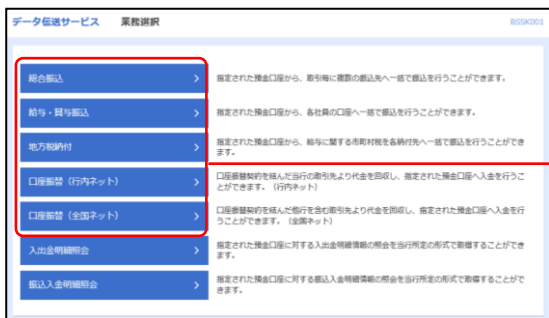 データ伝送サービス 業務選択 BSSK001
総合振込
指定された預金口座から、取引毎に複数の振込先へ一括で振込を行うことができます。
給与・賞与振込
指定された預金口座から、各社員の口座へ一括で振込を行うことができます。
地方税納付
指定された預金口座から、給与に関する市町村税を各納付先へ一括で振込を行うことができ
ます。
口座振替（行内ネット）
口座振替契約を結んだ当行の取引先より代金を回収し、指定された預金口座へ入金を行うこ
とができます。（行内ネット）
口座振替（全国ネット）
口座振替契約を結んだ他行を含む取引先より代金を回収し、指定された預金口座へ入金を行
うことができます。（全国ネット）
入出金明細照会
指定された預金口座に対する入出金明細情報の照会を当行所定の形式で取得することができ
ます。
振込入金明細照会
指定された預金口座に対する振込入金明細情報の照会を当行所定の形式で取得することがで
きます。